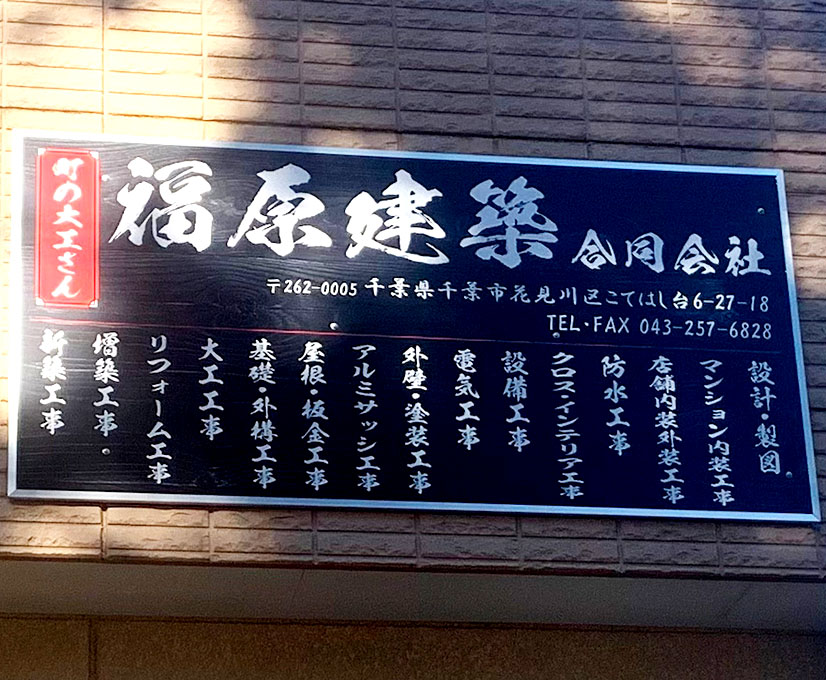 町の大工さん
福原建築 合同会社
〒262-0005 千葉県千葉市花見川区こてはし台6-27-18
TEL・FAX 043-257-6828
設計・製図
マンション内装工事
店舗内装外装工事
防水工事
クロス・インテリア工事
設備工事
電気工事
外壁・塗装工事
アルミサッシ工事
屋根・板金工事
基礎・外構工事
大工工事
リフォーム工事
増築工事
新築工事